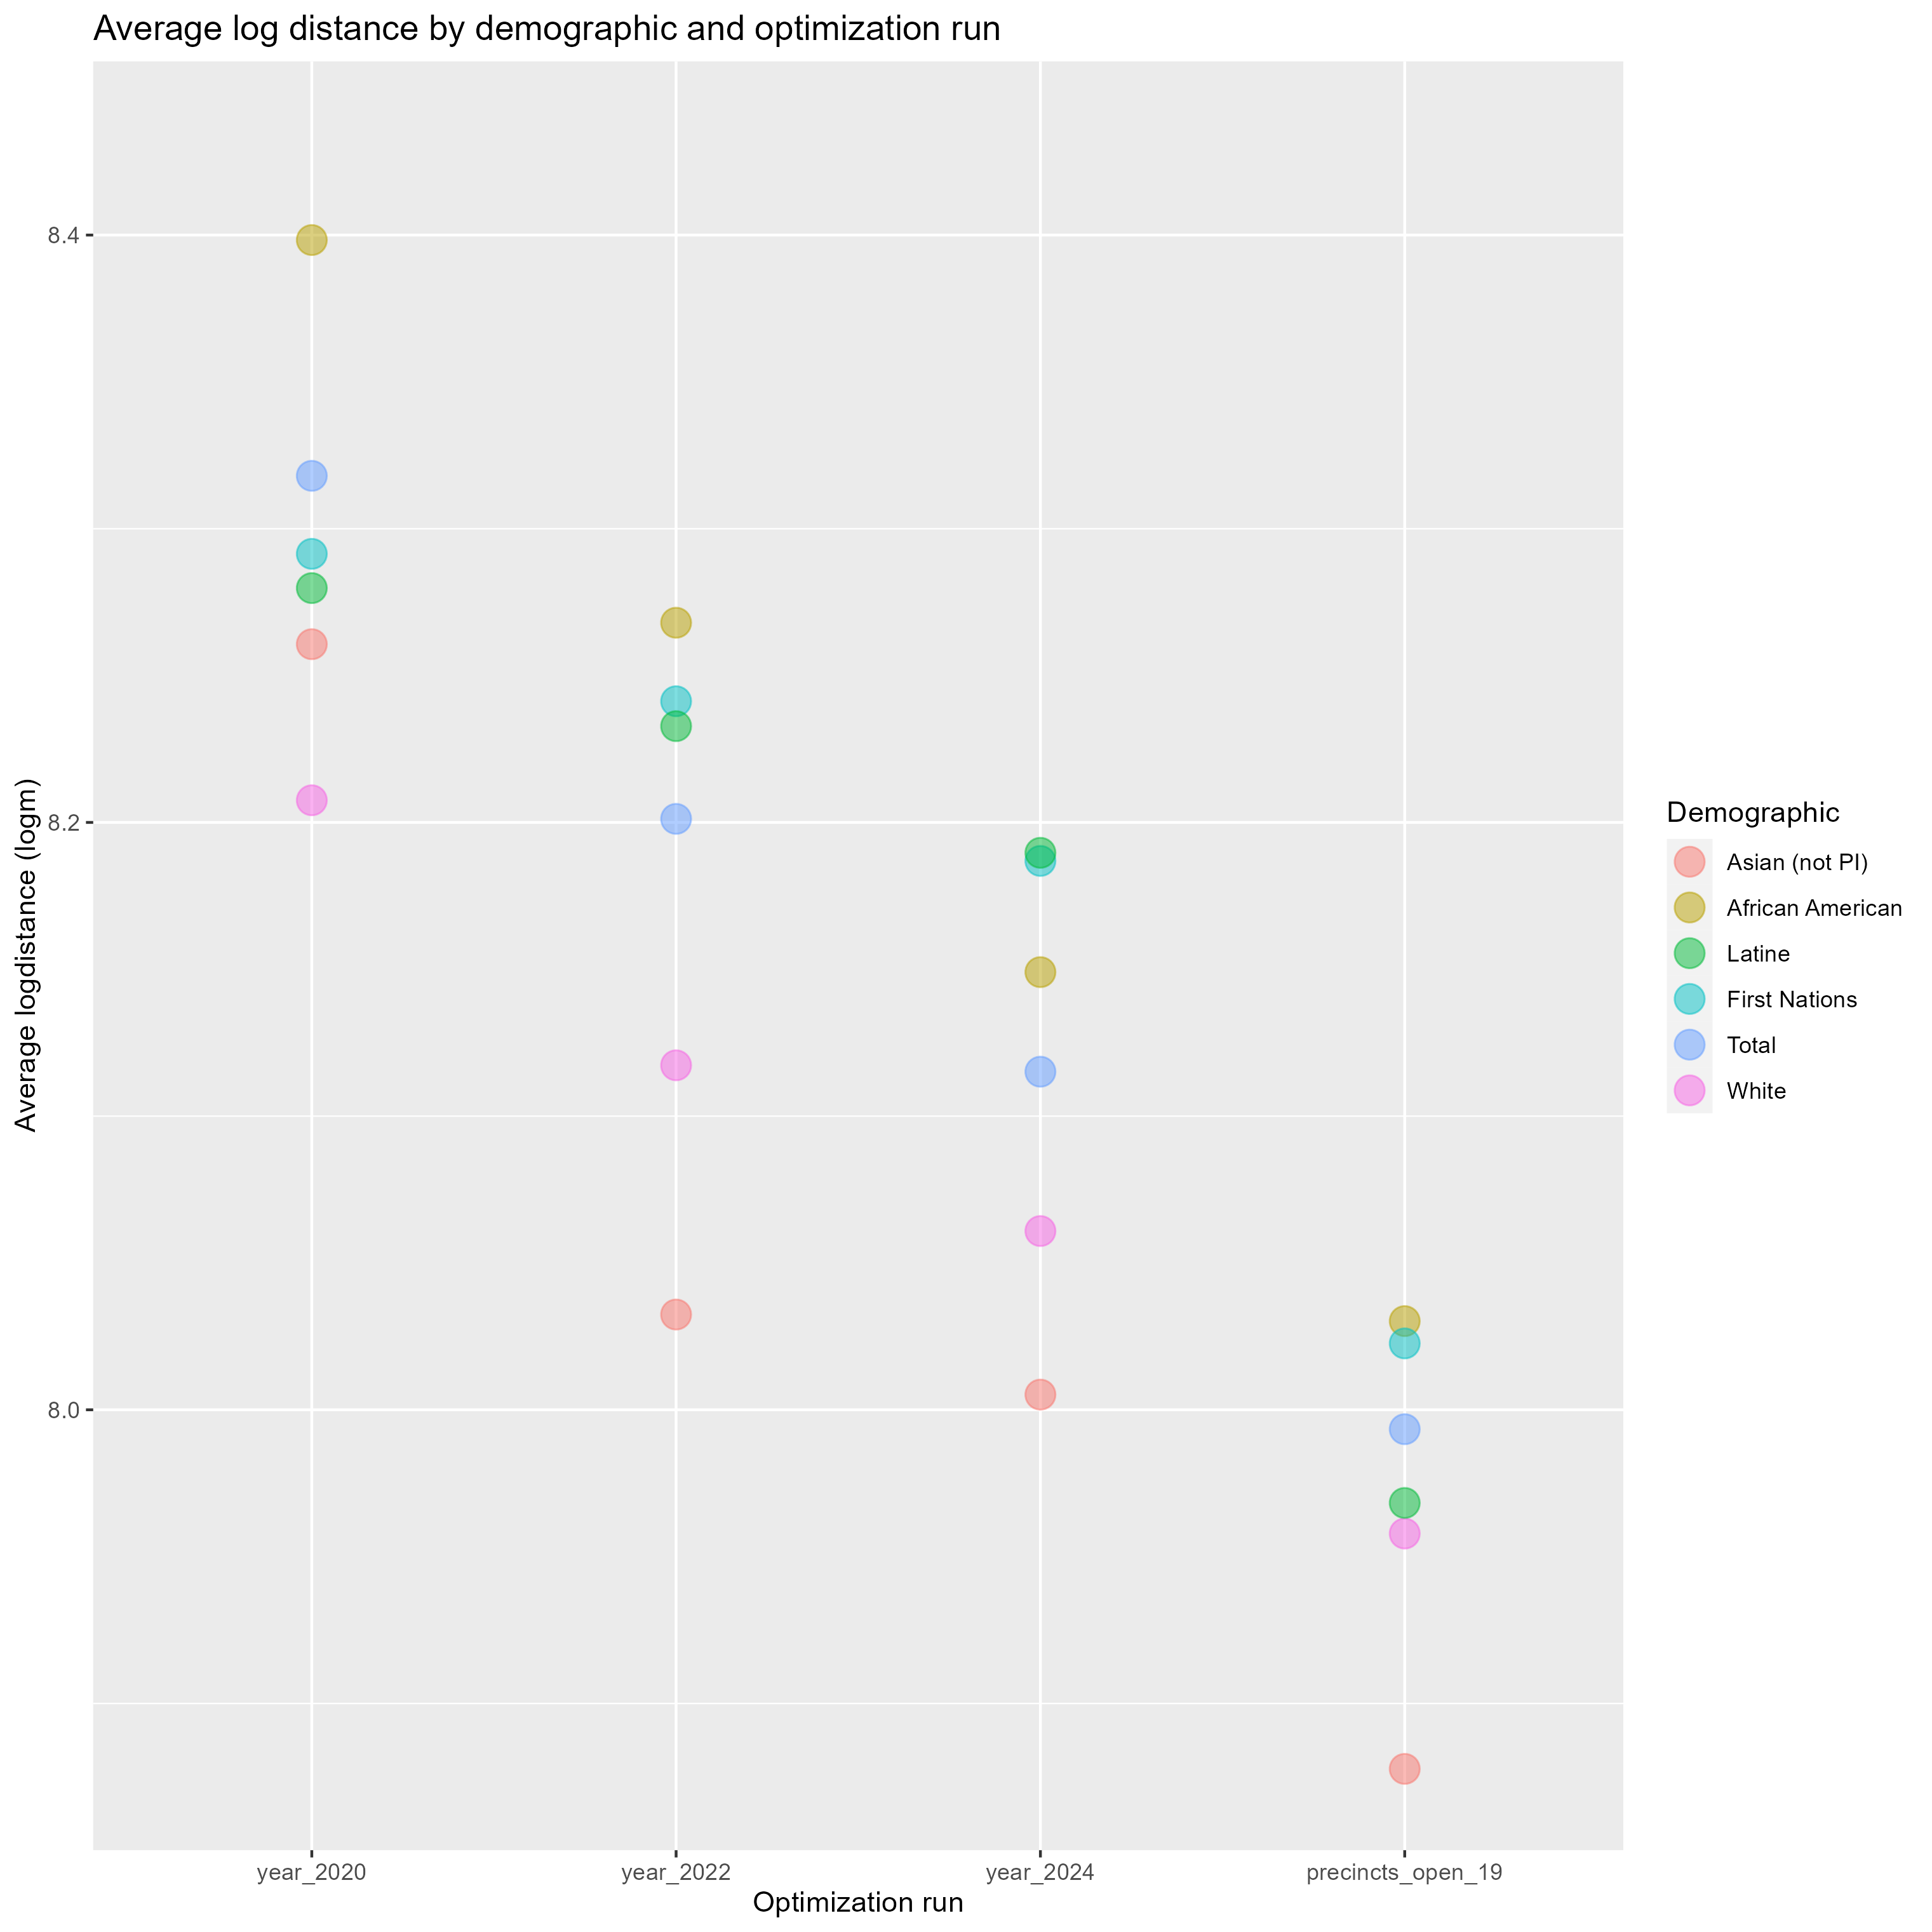 Average log distance by demographic and optimization run
Average logdistance (logm)
8.4
8.2
8.0
year_2020
year_2022
year_2024
precincts_open_19
Optimization run
Demographic
Asian (not PI)
African American
Latine
First Nations
Total
White